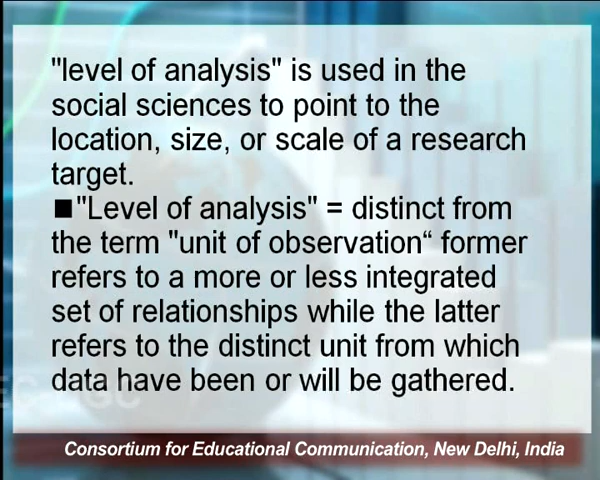 "level of analysis" is used in the
social sciences to point to the
location, size, or scale of a research
target.
■"Level of analysis" = distinct from
the term "unit of observation“ former
refers to a more or less integrated
set of relationships while the latter
refers to the distinct unit from which
data have been or will be gathered.
Consortium for Educational Communication, New Delhi, India